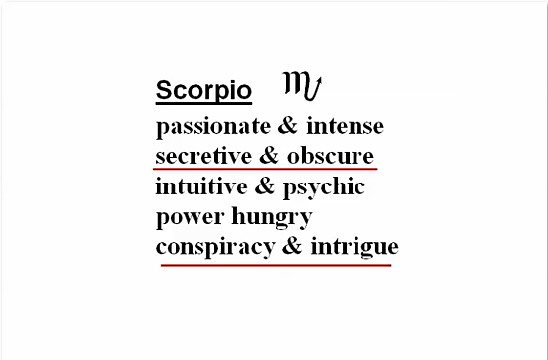 Scorpio ♏
passionate & intense
secretive & obscure
intuitive & psychic
power hungry
conspiracy & intrigue